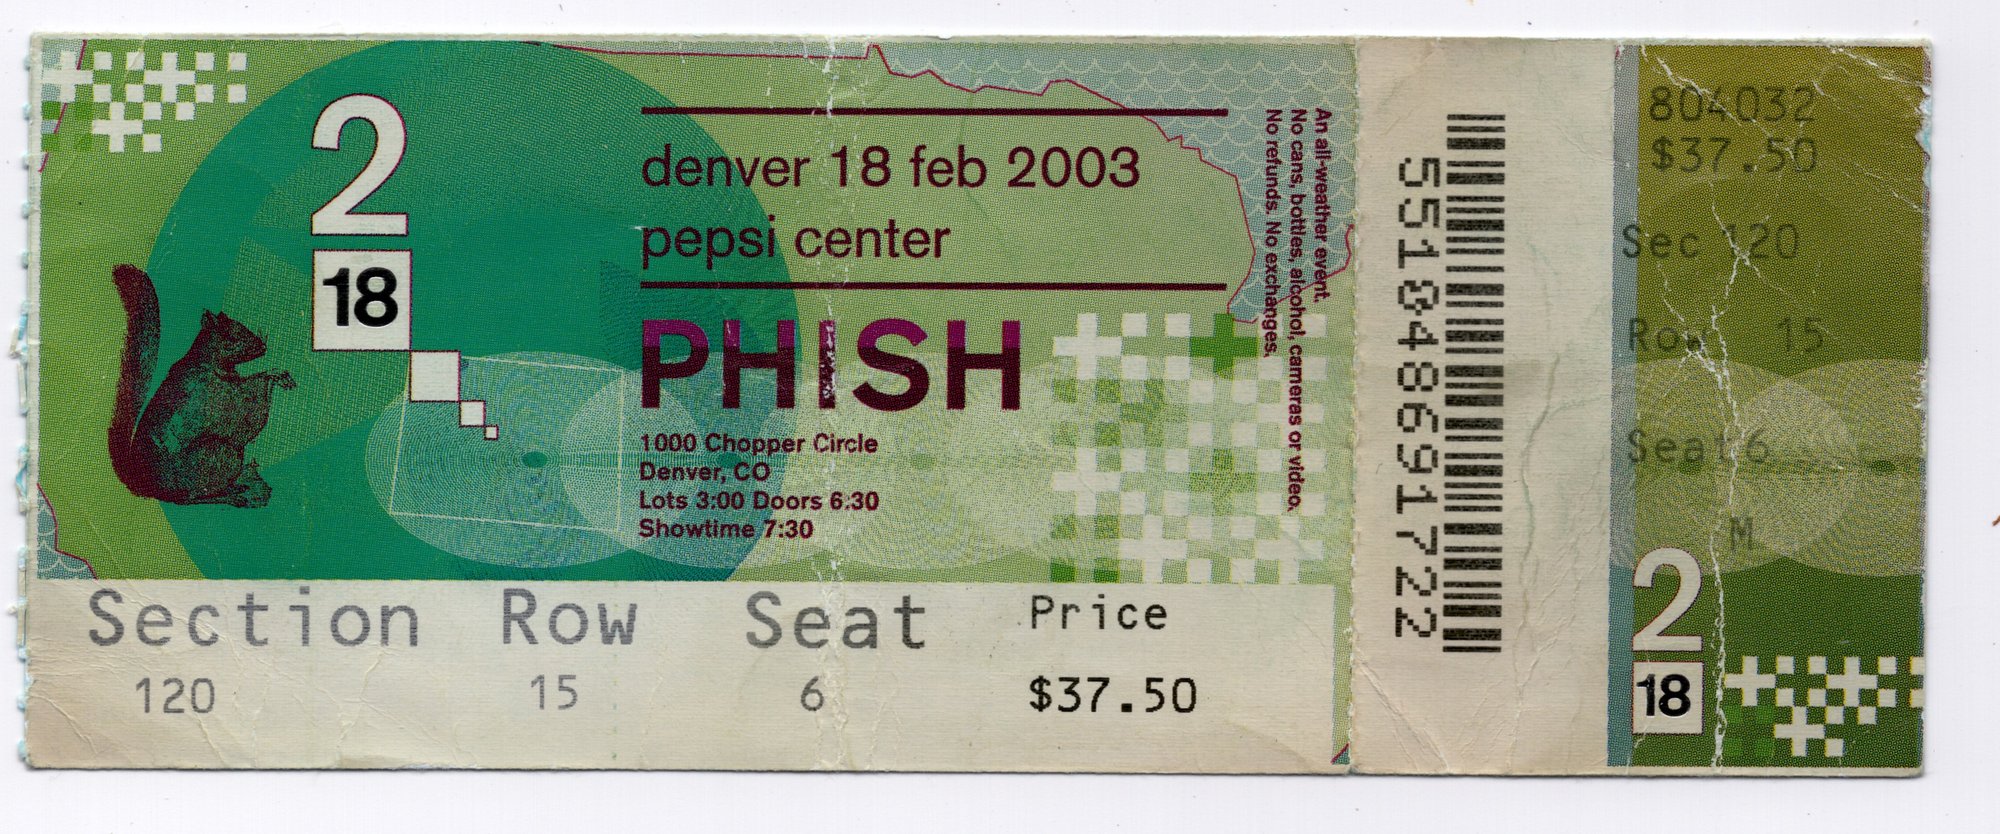 2
18
denver 18 feb 2003
pepsi center
PHISH
1000 Chopper Circle
Denver, CO
Lots 3:00 Doors 6:30
Showtime 7:30
An all-weather event.
No cans, bottles, alcohol, cameras or video.
No refunds. No exchanges.
Section Row Seat Price
120 15 6 $37.50
551848691722
804032
$37.50
Sec 120
Row 15
Seat 6
M
2
18